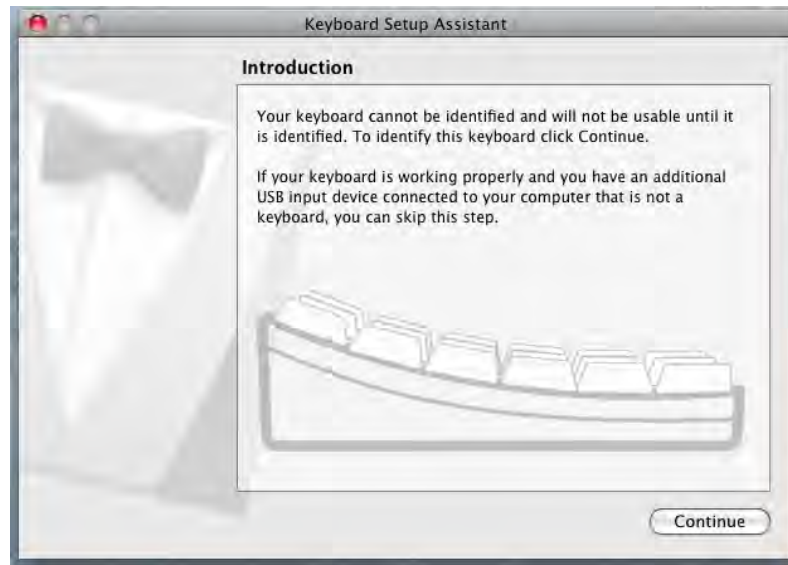 Keyboard Setup Assistant
Introduction
Your keyboard cannot be identified and will not be usable until it
is identified. To identify this keyboard click Continue.
If your keyboard is working properly and you have an additional
USB input device connected to your computer that is not a
keyboard, you can skip this step.
Continue